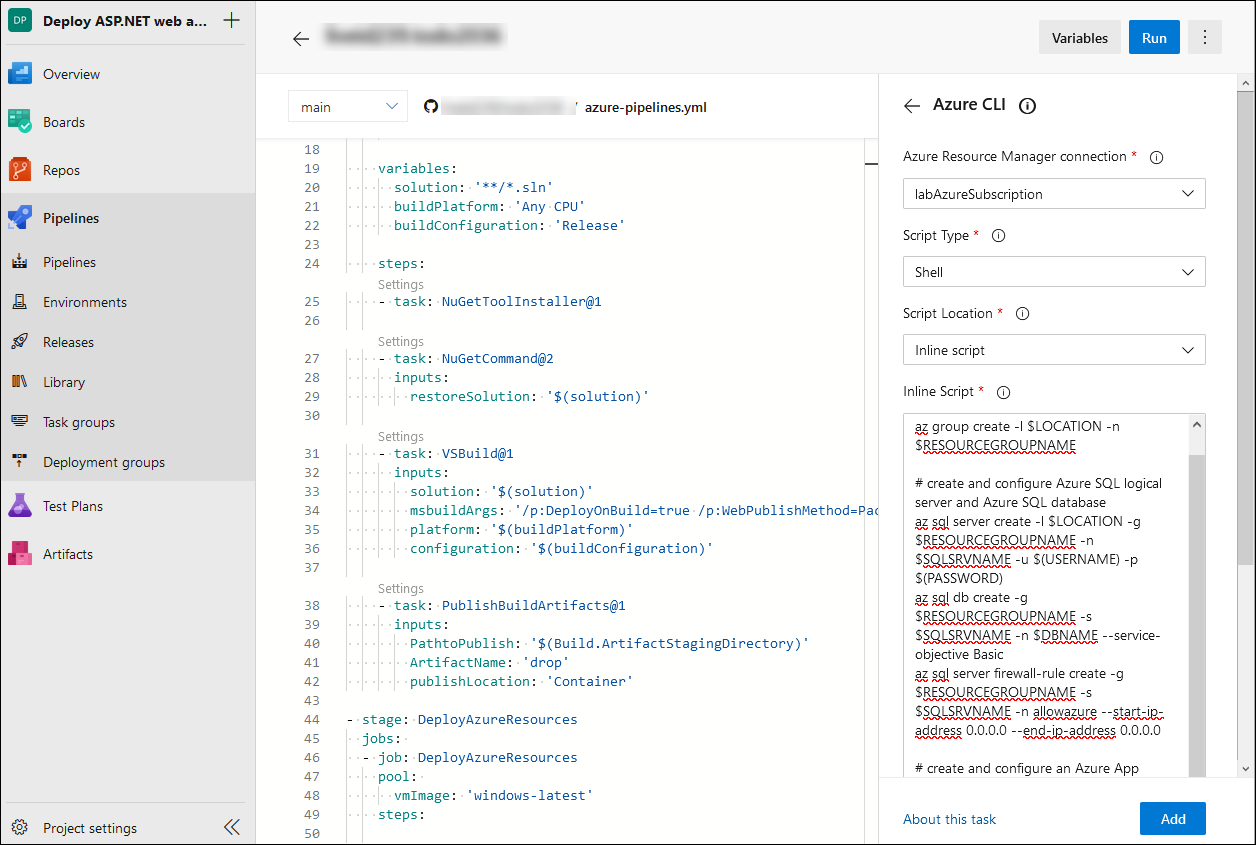 DP Deploy ASP.NET web a... +
Overview
Boards
Repos
Pipelines
Pipelines
Environments
Releases
Library
Task groups
Deployment groups
Test Plans
Artifacts
Project settings
Variables
Run
main
/ azure-pipelines.yml
18
19 variables:
20 solution: '**/*.sln'
21 buildPlatform: 'Any CPU'
22 buildConfiguration: 'Release'
23
24 steps:
Settings
25 - task: NuGetToolInstaller@1
26
Settings
27 - task: NuGetCommand@2
28 inputs:
29 restoreSolution: '$(solution)'
30
Settings
31 - task: VSBuild@1
32 inputs:
33 solution: '$(solution)'
34 msbuildArgs: '/p:DeployOnBuild=true /p:WebPublishMethod=Pac
35 platform: '$(buildPlatform)'
36 configuration: '$(buildConfiguration)'
37
Settings
38 - task: PublishBuildArtifacts@1
39 inputs:
40 PathtoPublish: '$(Build.ArtifactStagingDirectory)'
41 ArtifactName: 'drop'
42 publishLocation: 'Container'
43
44 - stage: DeployAzureResources
45 jobs:
46 - job: DeployAzureResources
47 pool:
48 vmImage: 'windows-latest'
49 steps:
50
Azure CLI
Azure Resource Manager connection *
labAzureSubscription
Script Type *
Shell
Script Location *
Inline script
Inline Script *
az group create -l $LOCATION -n
$RESOURCEGROUPNAME
# create and configure Azure SQL logical
server and Azure SQL database
az sql server create -l $LOCATION -g
$RESOURCEGROUPNAME -n
$SQLSRVNAME -u $(USERNAME) -p
$(PASSWORD)
az sql db create -g
$RESOURCEGROUPNAME -s
$SQLSRVNAME -n $DBNAME --service-
objective Basic
az sql server firewall-rule create -g
$RESOURCEGROUPNAME -s
$SQLSRVNAME -n allowazure --start-ip-
address 0.0.0.0 --end-ip-address 0.0.0.0
# create and configure an Azure App
About this task
Add